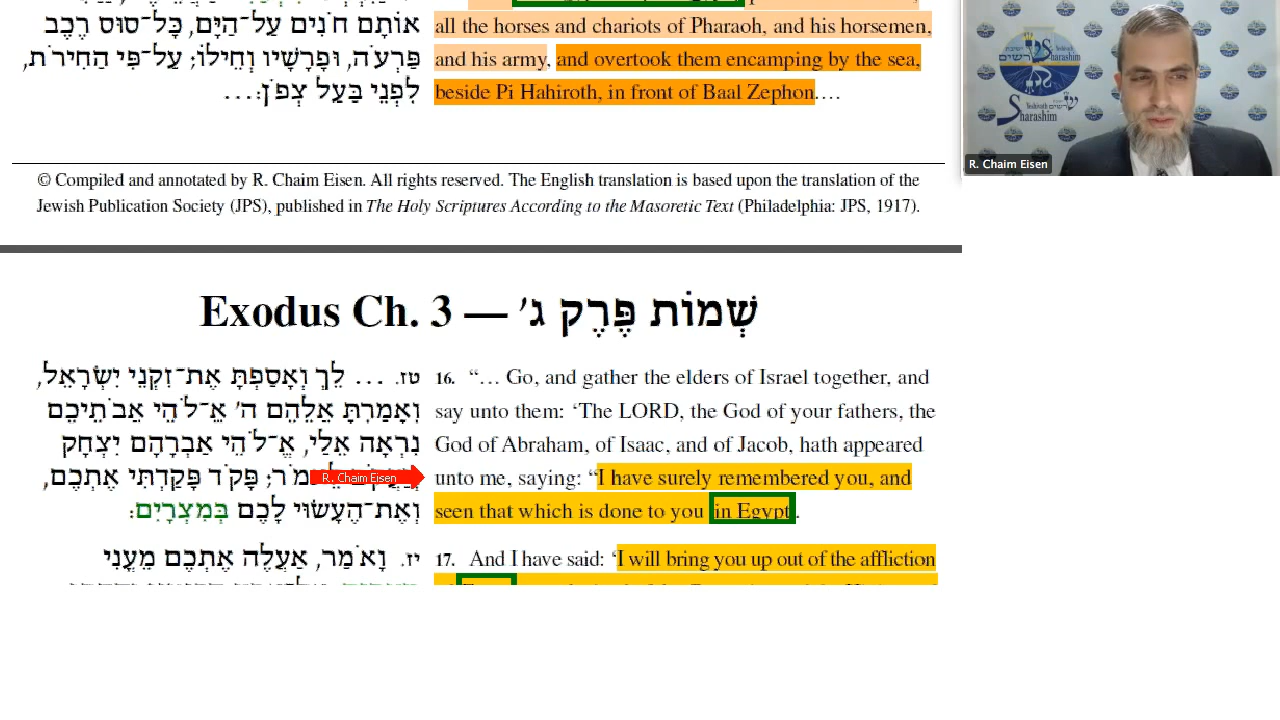 אוֹתָם חֹנִים עַל־הַיָּם, כָּל־סוּס רֶכֶב
פַּרְעֹה, וּפָרָשָׁיו וְחֵילוֹ; עַל־פִּי הַחִירֹת,
לִפְנֵי בַּעַל צְפֹן:...
all the horses and chariots of Pharaoh, and his horsemen,
and his army, and overtook them encamping by the sea,
beside Pi Hahiroth, in front of Baal Zephon....
© Compiled and annotated by R. Chaim Eisen. All rights reserved. The English translation is based upon the translation of the
Jewish Publication Society (JPS), published in The Holy Scriptures According to the Masoretic Text (Philadelphia: JPS, 1917).
Exodus Ch. 3 — שְׁמוֹת פֶּרֶק ג׳
טז. ... לֵךְ וְאָסַפְתָּ אֶת־זִקְנֵי יִשְׂרָאֵל,
וְאָמַרְתָּ אֲלֵהֶם ה׳ אֱ־לֹהֵי אֲבֹתֵיכֶם
נִרְאָה אֵלַי, אֱ־לֹהֵי אַבְרָהָם יִצְחָק
פָּקֹד פָּקַדְתִּי אֶתְכֶם,
וְאֶת־הֶעָשׂוּי לָכֶם בְּמִצְרָיִם:
יז. וָאֹמַר, אַעֲלֶה אֶתְכֶם מֵעֳנִי
16. “... Go, and gather the elders of Israel together, and
say unto them: ‘The LORD, the God of your fathers, the
God of Abraham, of Isaac, and of Jacob, hath appeared
unto me, saying: “I have surely remembered you, and
seen that which is done to you in Egypt.
17. And I have said: ‘I will bring you up out of the affliction
R. Chaim Eisen
R. Chaim Eisen
Yeshivath
Sharashim